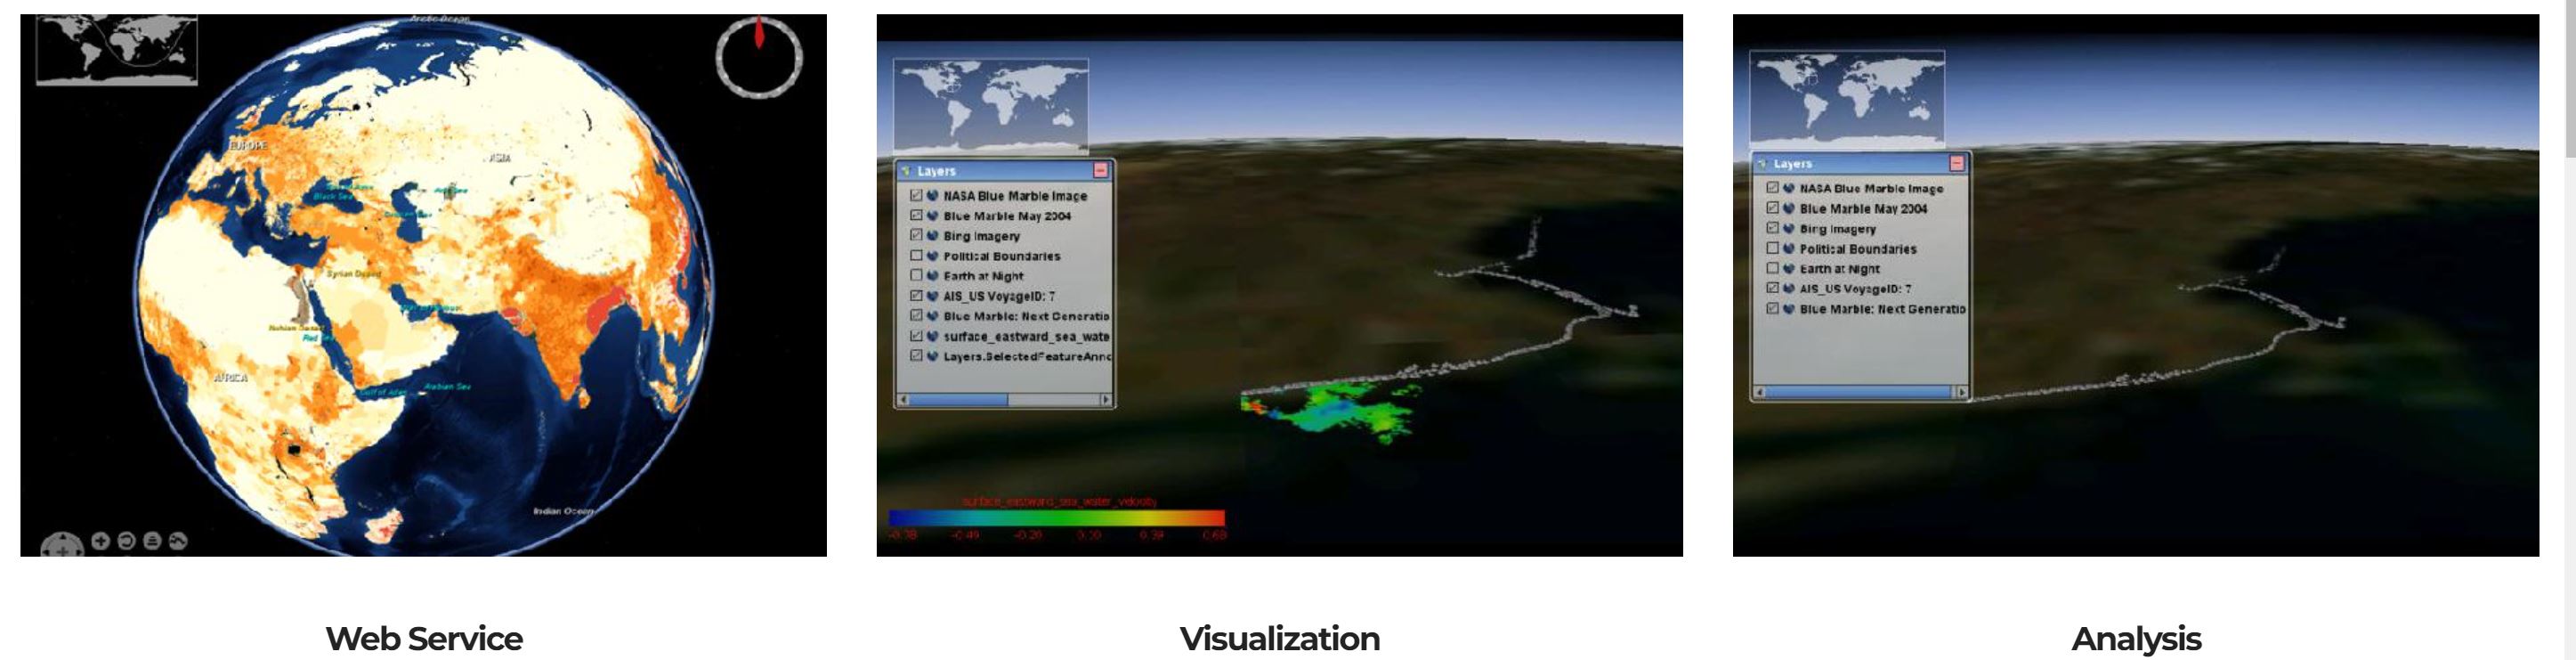 Arctic Ocean
EUROPE
ASIA
Black Sea
Syrian Desert
Nubian Desert
Red Sea
AFRICA
Gulf of Aden
Arabian Sea
Indian Ocean
Layers
NASA Blue Marble Image
Blue Marble May 2004
Bing Imagery
Political Boundaries
Earth at Night
AIS_US VoyageID: 7
Blue Marble: Next Generatio
surface_eastward_sea_wate
Layers.SelectedFeatureAnno
surface_eastward_sea_water_velocity
-0.78 -0.49 -0.20 0.10 0.39 0.68
Layers
NASA Blue Marble Image
Blue Marble May 2004
Bing Imagery
Political Boundaries
Earth at Night
AIS_US VoyageID: 7
Blue Marble: Next Generatio
Web Service
Visualization
Analysis